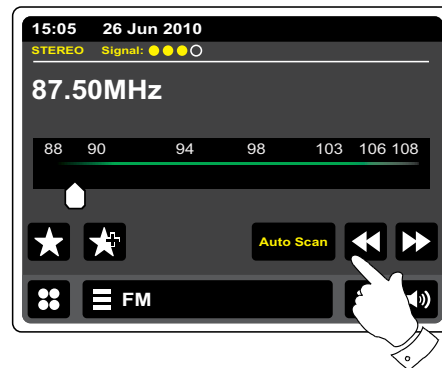 15:05 26 Jun 2010
STEREO Signal:
87.50MHz
88 90 94 98 103 106 108
Auto Scan
FM